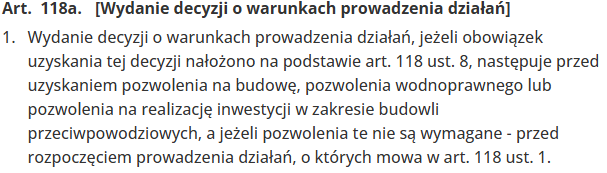 Art. 118a. [Wydanie decyzji o warunkach prowadzenia działań]
1. Wydanie decyzji o warunkach prowadzenia działań, jeżeli obowiązek
uzyskania tej decyzji nałożono na podstawie art. 118 ust. 8, następuje przed
uzyskaniem pozwolenia na budowę, pozwolenia wodnoprawnego lub
pozwolenia na realizację inwestycji w zakresie budowli
przeciwpowodziowych, a jeżeli pozwolenia te nie są wymagane - przed
rozpoczęciem prowadzenia działań, o których mowa w art. 118 ust. 1.